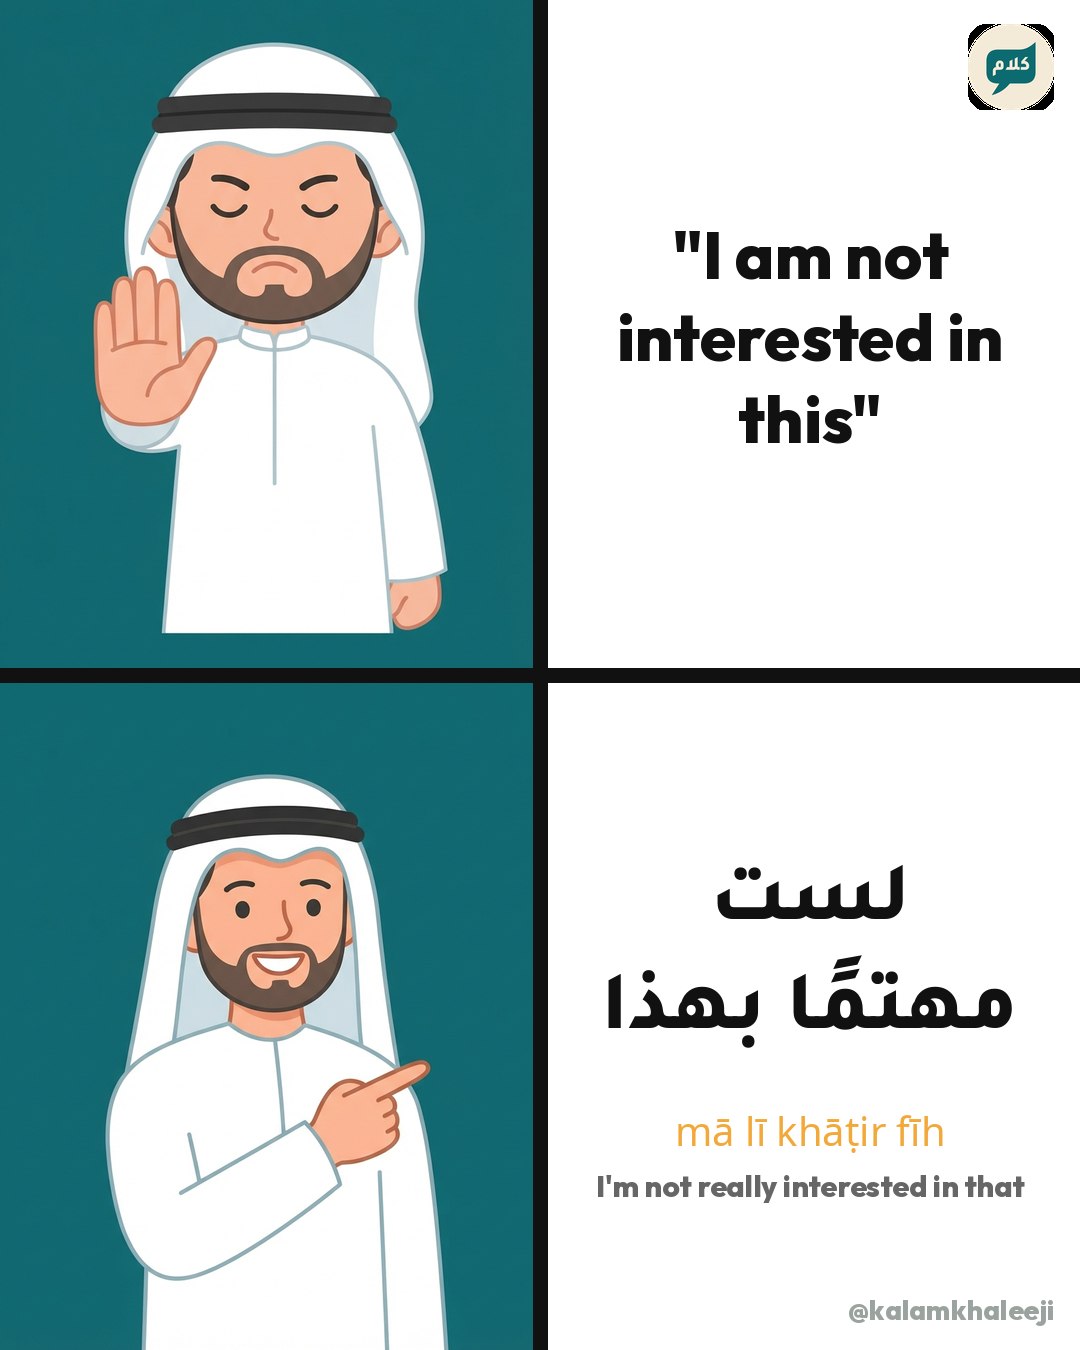 كلام
"I am not
interested in
this"
لست
مهتمًا بهذا
mā lī khāṭir fīh
I'm not really interested in that
@kalamkhaleeji